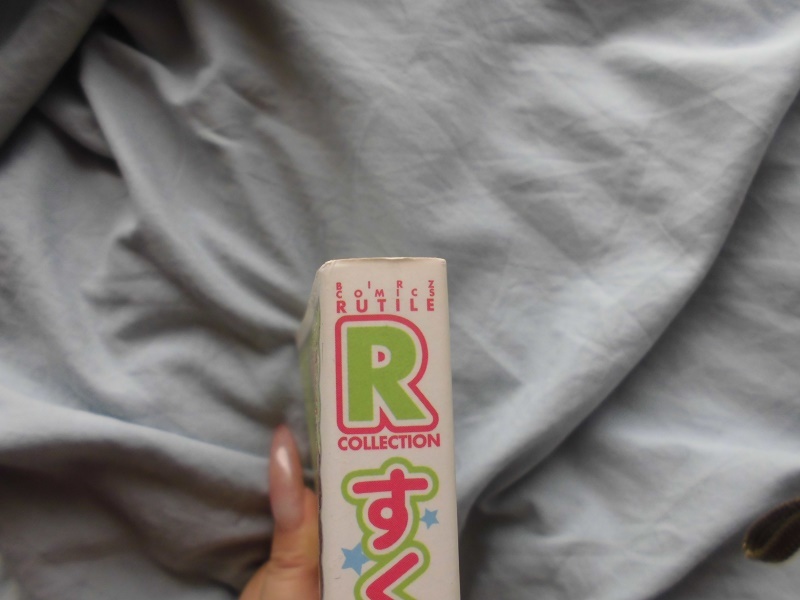 BIRZ
COMICS
RUTILE
R
COLLECTION
すく